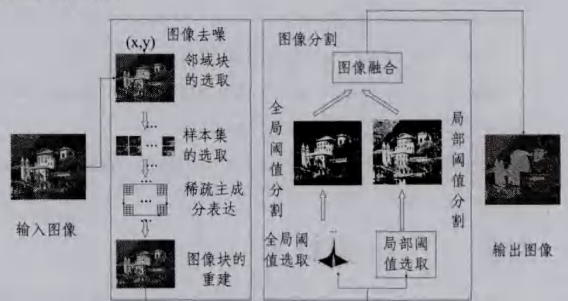 图像去噪
(x,y)
邻域块
的选取
...
样本集
的选取
...
...
稀疏主成
分表达
...
图像块的
重建
输入图像
图像分割
图像融合
全局阈值分割
局部阈值分割
全局阈
值选取
局部阈
值选取
输出图像